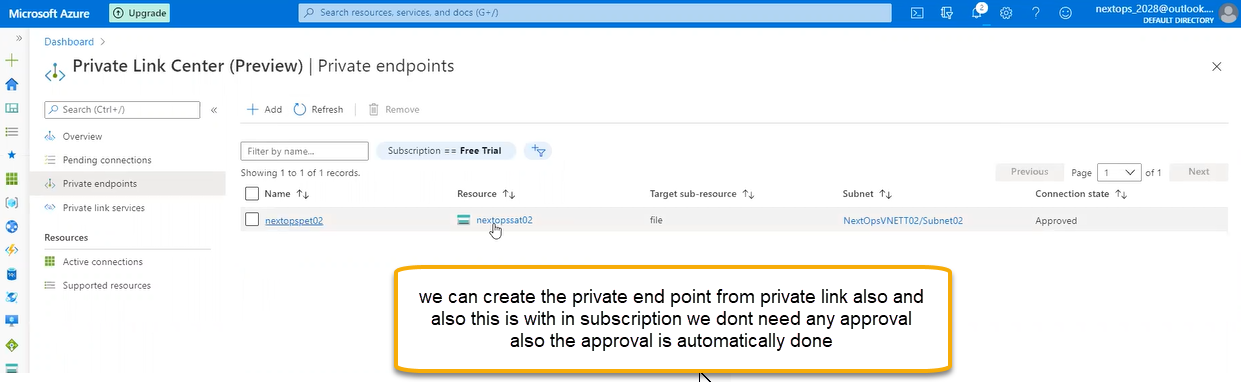 Microsoft Azure
Upgrade
Search resources, services, and docs (G+/)
2
nextops_2028@outlook....
DEFAULT DIRECTORY
Dashboard
Private Link Center (Preview) | Private endpoints
Search (Ctrl+/)
Overview
Pending connections
Private endpoints
Private link services
Resources
Active connections
Supported resources
Add Refresh Remove
Filter by name...
Subscription == Free Trial
Showing 1 to 1 of 1 records.
Previous Page 1 of 1 Next
Name Resource Target sub-resource Subnet Connection state
nextopspet02 nextopssat02 file NextOpsVNETT02/Subnet02 Approved
we can create the private end point from private link also and
also this is with in subscription we dont need any approval
also the approval is automatically done